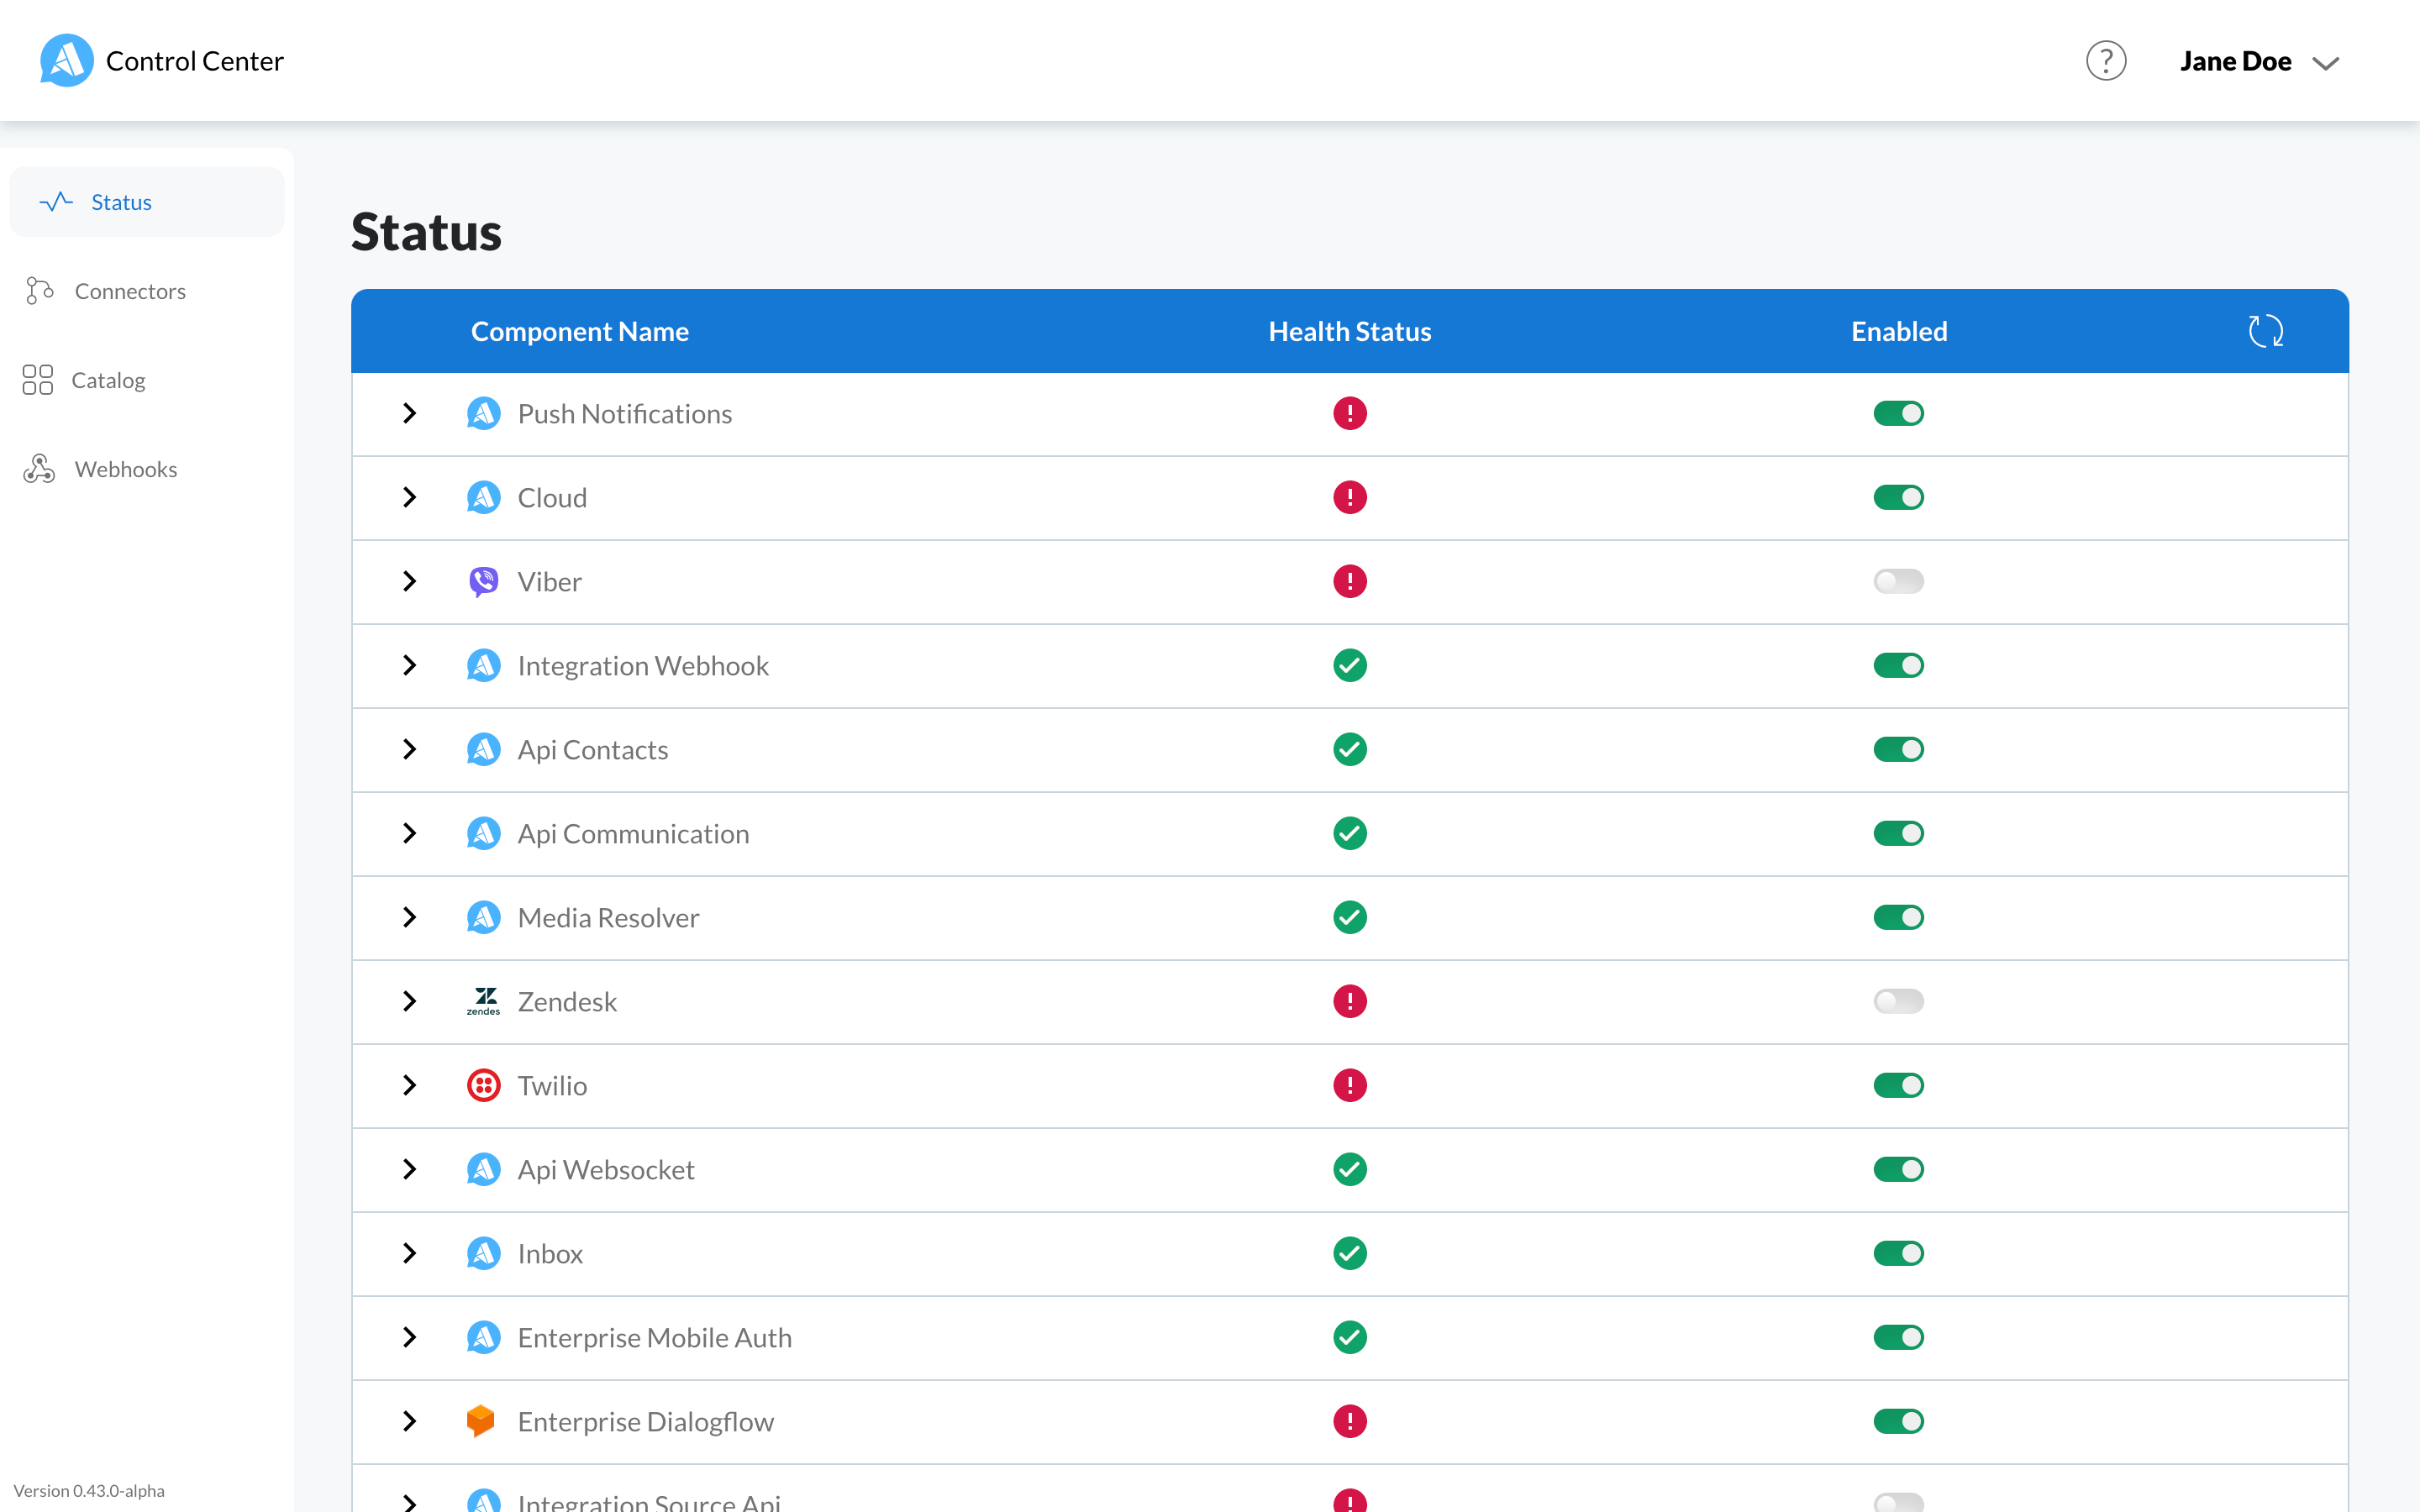 Control Center
? Jane Doe
Status
Connectors
Catalog
Webhooks
Version 0.43.0-alpha
Status
Component Name Health Status Enabled
Push Notifications
Cloud
Viber
Integration Webhook
Api Contacts
Api Communication
Media Resolver
zendes Zendesk
Twilio
Api Websocket
Inbox
Enterprise Mobile Auth
Enterprise Dialogflow
Integration Source Api